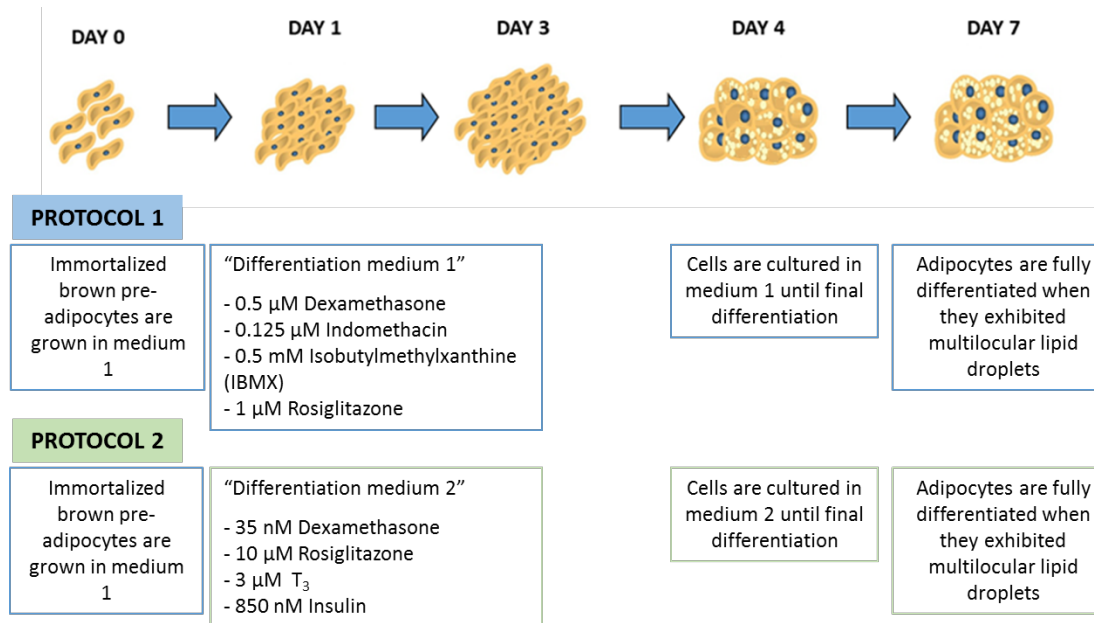 DAY 0
DAY 1
DAY 3
DAY 4
DAY 7
PROTOCOL 1
Immortalized
brown pre-
adipocytes are
grown in medium
1
“Differentiation medium 1”
- 0.5 µM Dexamethasone
- 0.125 µM Indomethacin
- 0.5 mM Isobutylmethylxanthine
(IBMX)
- 1 µM Rosiglitazone
Cells are cultured in
medium 1 until final
differentiation
Adipocytes are fully
differentiated when
they exhibited
multilocular lipid
droplets
PROTOCOL 2
Immortalized
brown pre-
adipocytes are
grown in medium
1
“Differentiation medium 2”
- 35 nM Dexamethasone
- 10 µM Rosiglitazone
- 3 µM T₃
- 850 nM Insulin
Cells are cultured in
medium 2 until final
differentiation
Adipocytes are fully
differentiated when
they exhibited
multilocular lipid
droplets